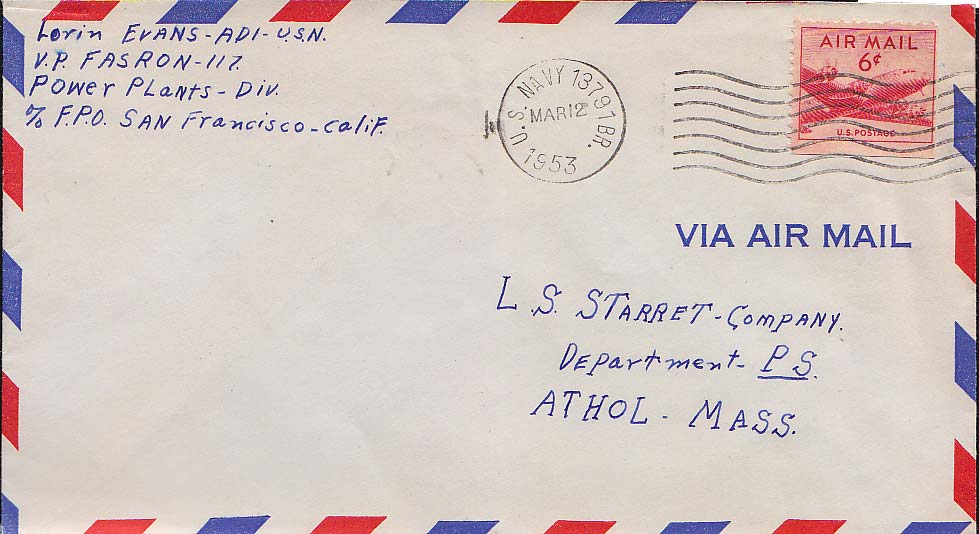 Lorin EVANS-AD1-U.S.N.
V.P. FASRON-117.
Power PLANTS-DIV.
℅ F.P.O. SAN Francisco-CaliF.
U.S. NAVY 13791 BR.
MAR 12
1953
AIR MAIL
6¢
U.S. POSTAGE
VIA AIR MAIL
L.S. STARRET-Company.
Department-P.S.
ATHOL-MASS.